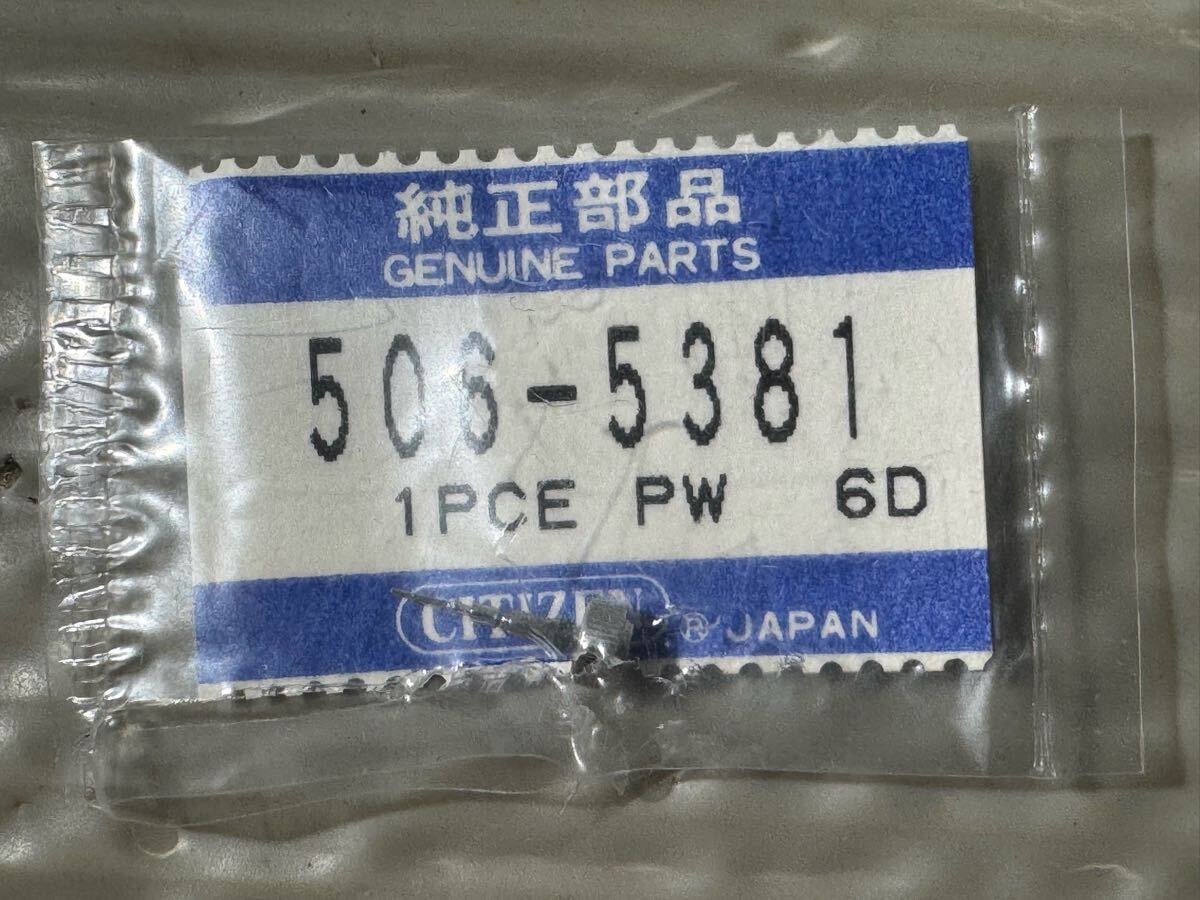 純正部品
GENUINE PARTS
506-5381
1PCE PW 6D
CITIZEN ® JAPAN